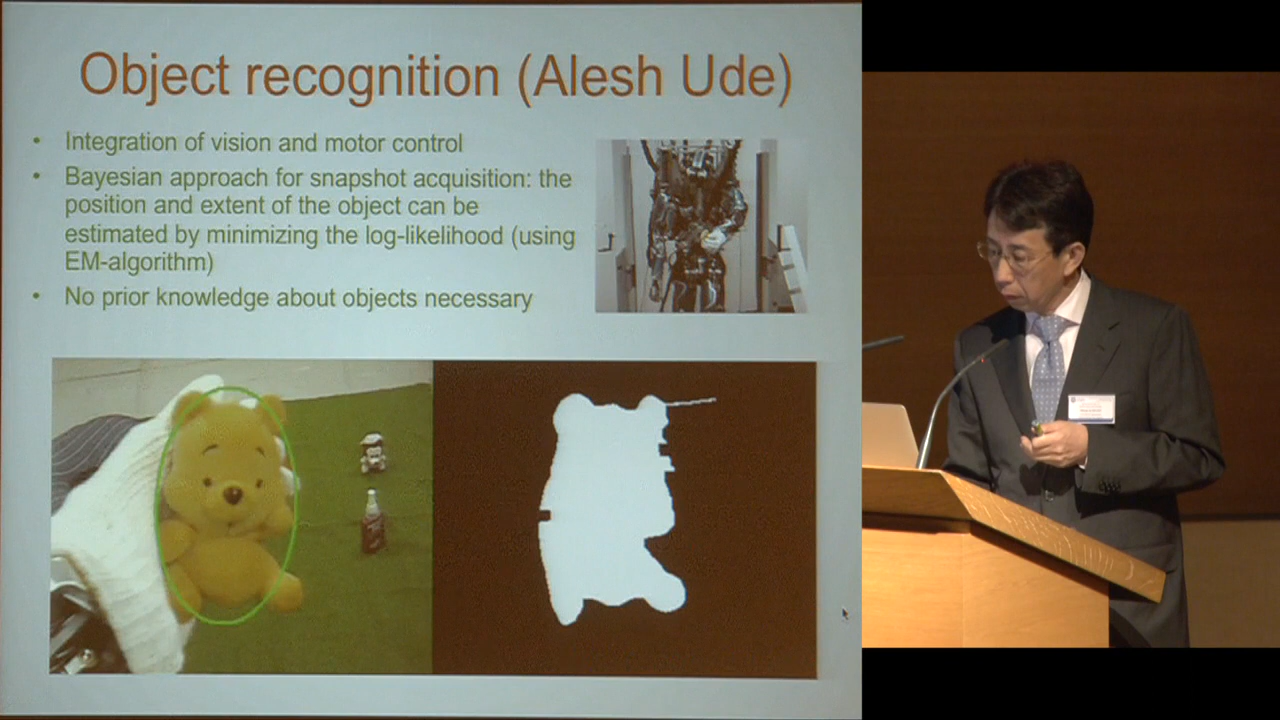 Object recognition (Alesh Ude)
• Integration of vision and motor control
• Bayesian approach for snapshot acquisition: the
position and extent of the object can be
estimated by minimizing the log-likelihood (using
EM-algorithm)
• No prior knowledge about objects necessary